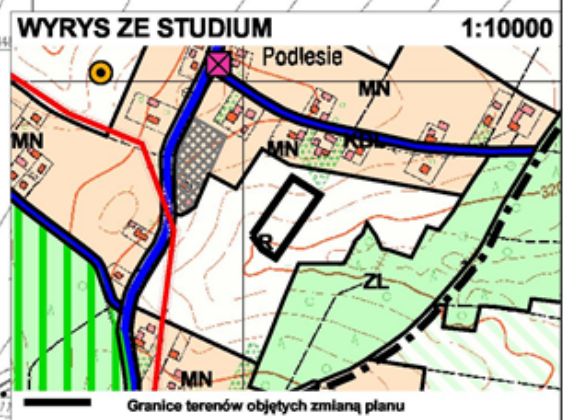 WYRYS ZE STUDIUM 1:10000
Podlesie
MN
MN
MN
KDL
R
ZL
MN
Granice terenów objętych zmianą planu